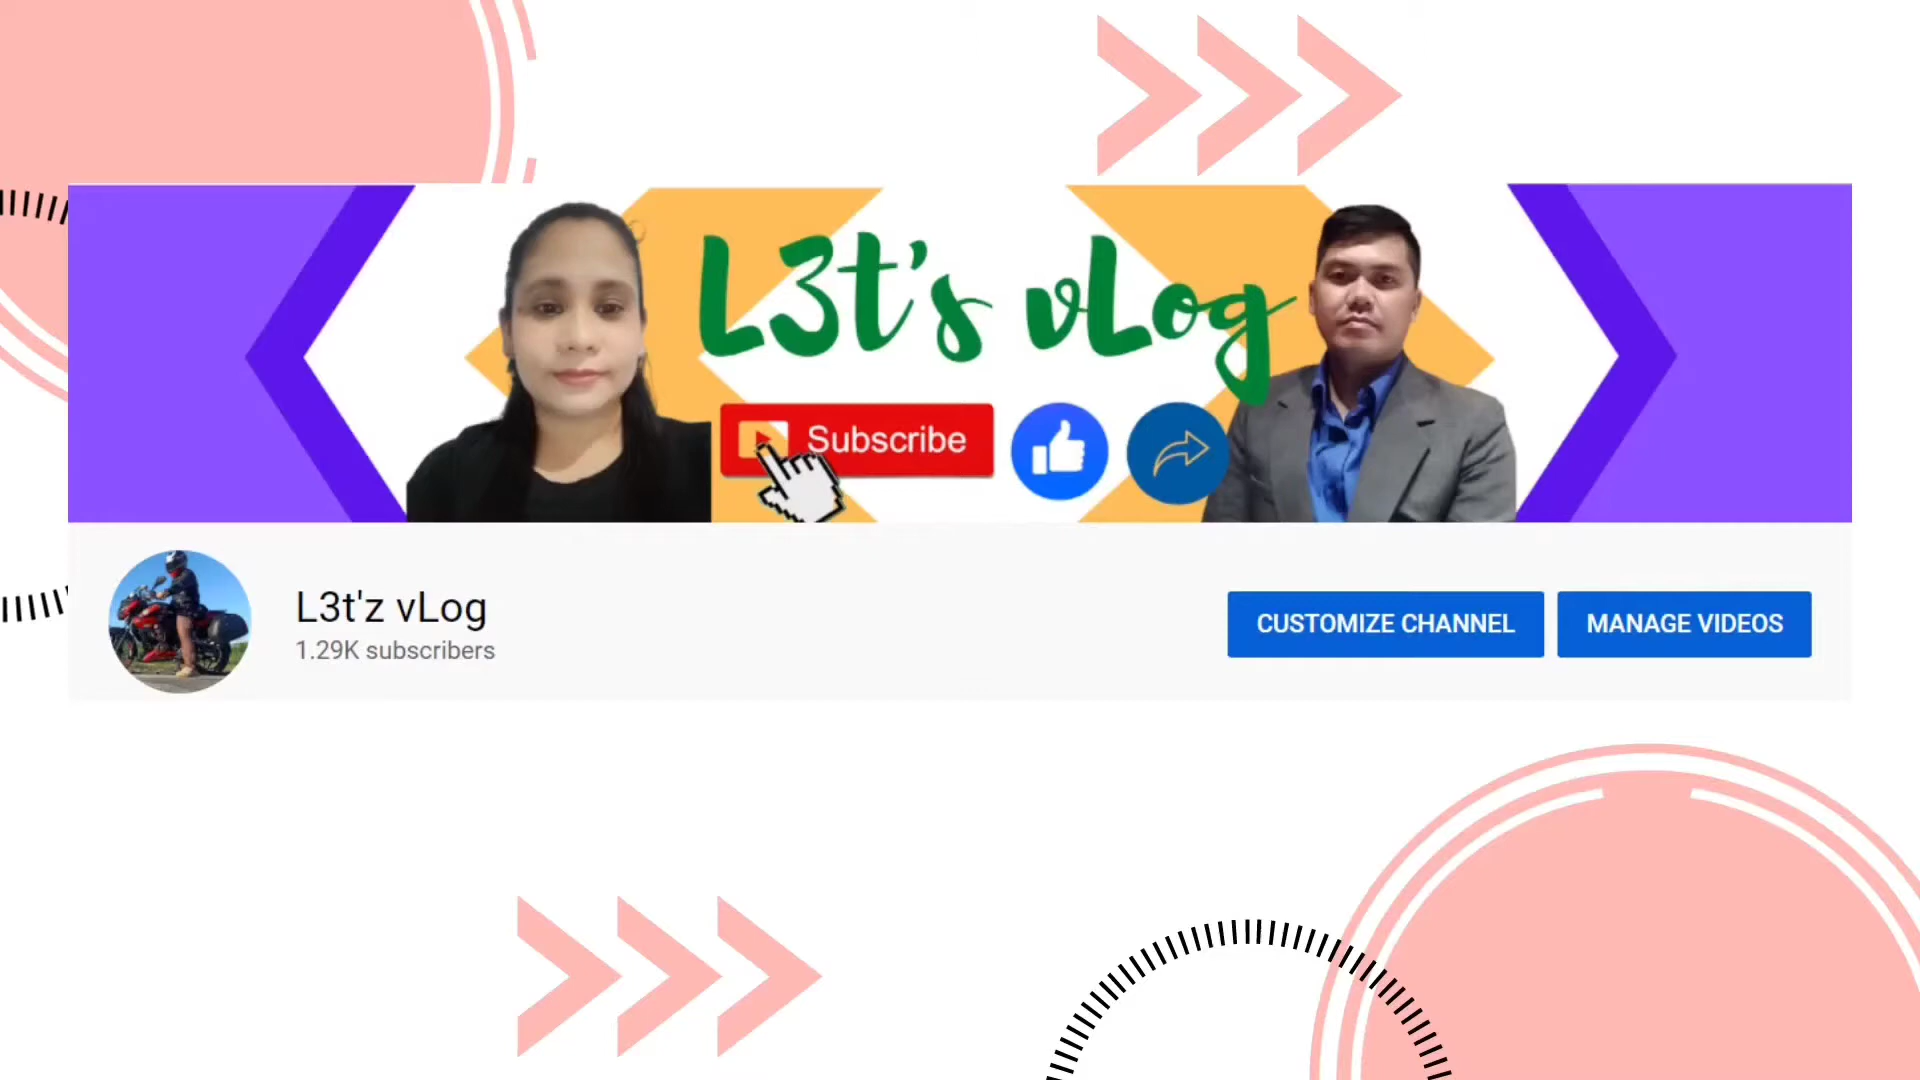 L3t's vLog
Subscribe
L3t'z vLog
1.29K subscribers
CUSTOMIZE CHANNEL
MANAGE VIDEOS